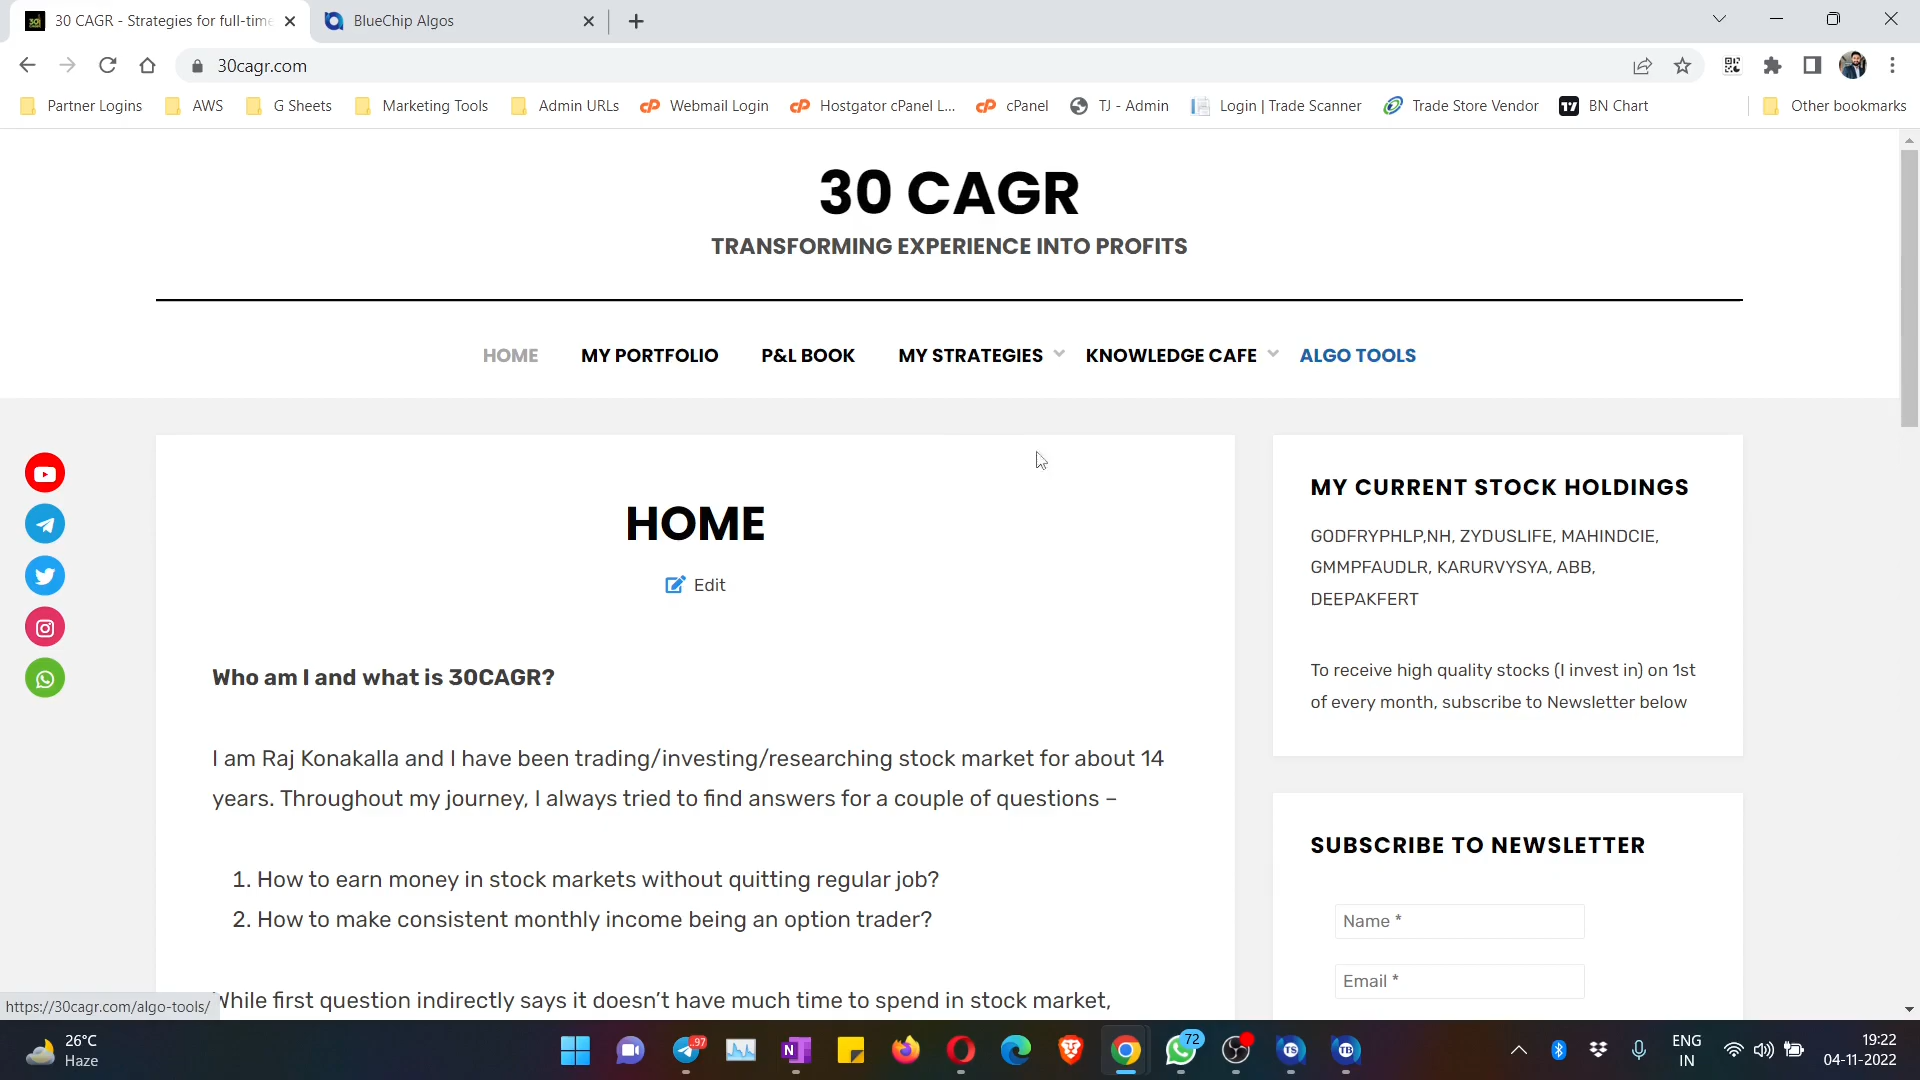 30 CAGR - Strategies for full-time
BlueChip Algos
30cagr.com
Partner Logins
AWS
G Sheets
Marketing Tools
Admin URLs
Webmail Login
Hostgator cPanel L...
cPanel
TJ - Admin
Login | Trade Scanner
Trade Store Vendor
BN Chart
Other bookmarks
30 CAGR
TRANSFORMING EXPERIENCE INTO PROFITS
HOME
MY PORTFOLIO
P&L BOOK
MY STRATEGIES
KNOWLEDGE CAFE
ALGO TOOLS
HOME
Edit
Who am I and what is 30CAGR?
I am Raj Konakalla and I have been trading/investing/researching stock market for about 14
years. Throughout my journey, I always tried to find answers for a couple of questions –
1. How to earn money in stock markets without quitting regular job?
2. How to make consistent monthly income being an option trader?
While first question indirectly says it doesn't have much time to spend in stock market,
MY CURRENT STOCK HOLDINGS
GODFRYPHLP,NH, ZYDUSLIFE, MAHINDCIE,
GMMPFAUDLR, KARURVYSYA, ABB,
DEEPAKFERT
To receive high quality stocks (I invest in) on 1st
of every month, subscribe to Newsletter below
SUBSCRIBE TO NEWSLETTER
Name *
Email *
https://30cagr.com/algo-tools/
26°C
Haze
97
N
72
TS
TB
ENG
IN
19:22
04-11-2022